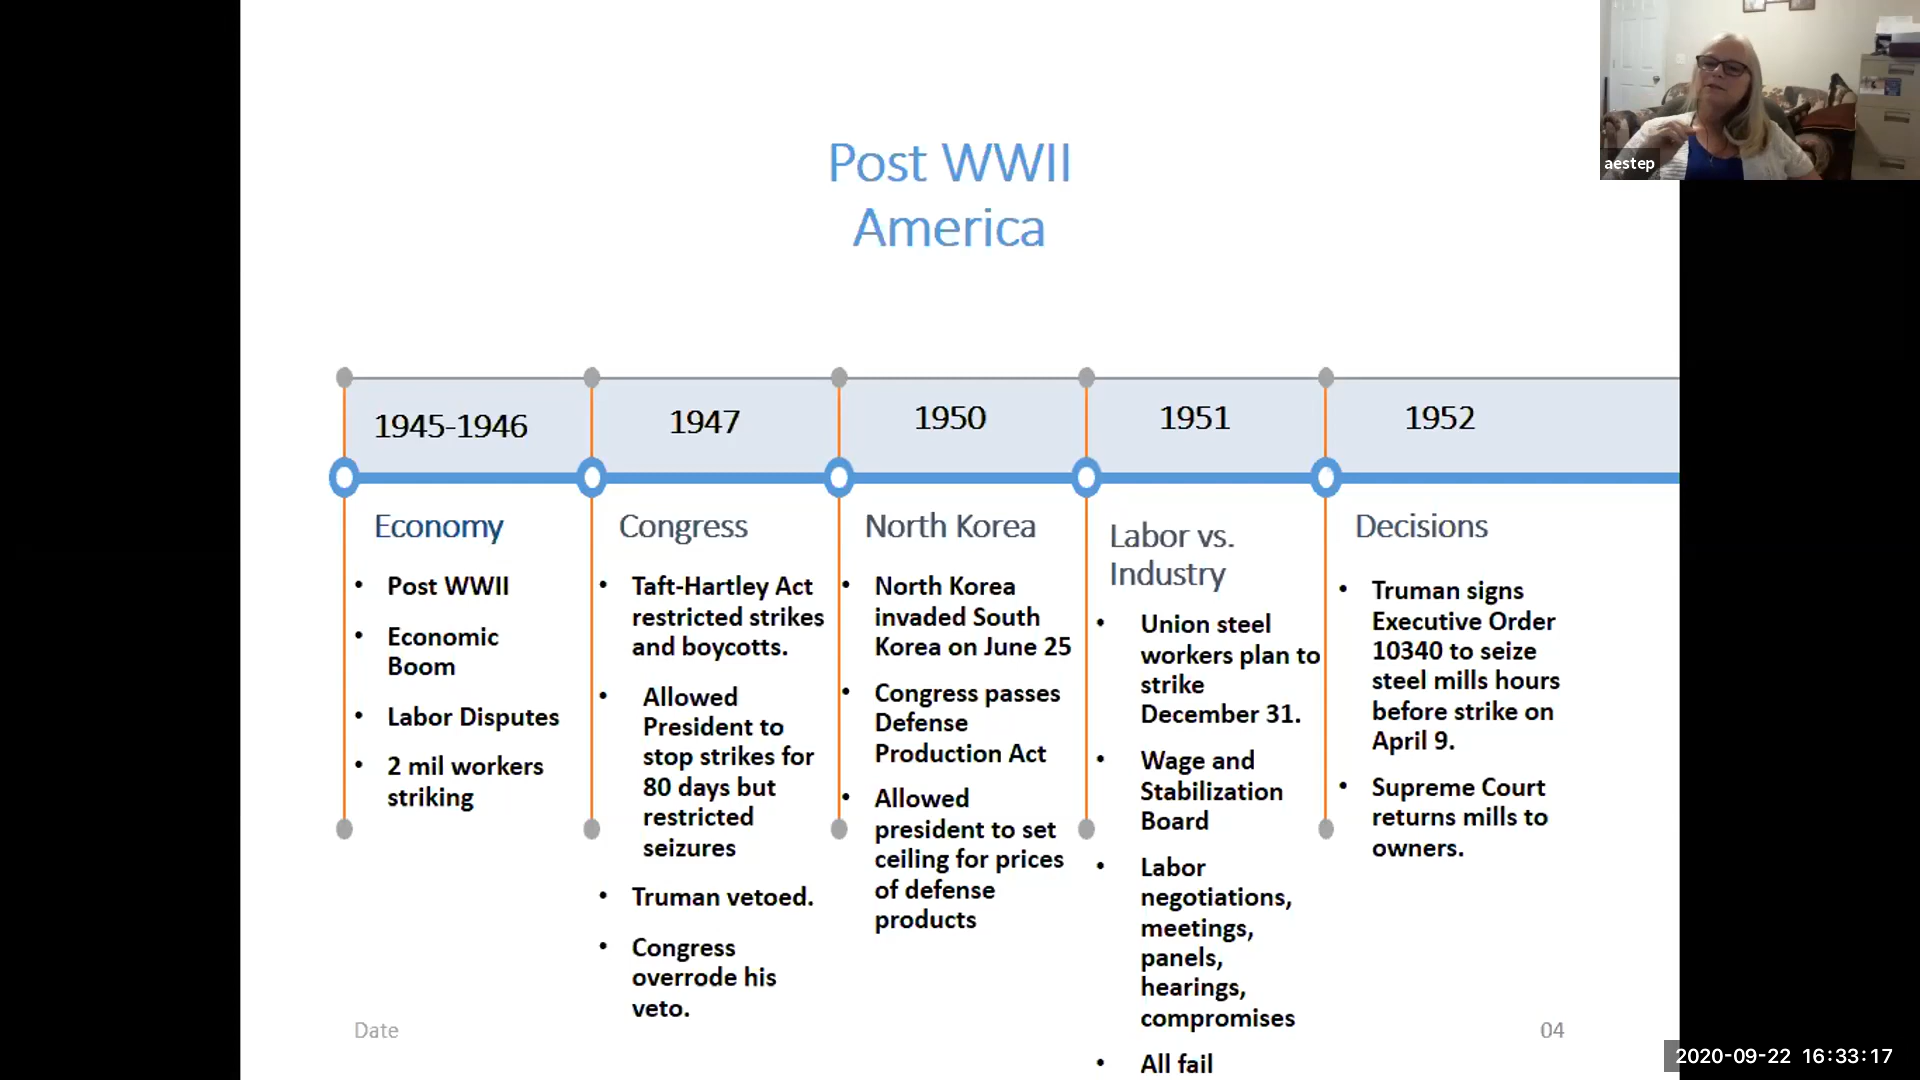 Post WWII
America
aestep
1945-1946
Economy
• Post WWII
• Economic
Boom
• Labor Disputes
• 2 mil workers
striking
1947
Congress
• Taft-Hartley Act
restricted strikes
and boycotts.
• Allowed
President to
stop strikes for
80 days but
restricted
seizures
• Truman vetoed.
• Congress
overrode his
veto.
1950
North Korea
• North Korea
invaded South
Korea on June 25
• Congress passes
Defense
Production Act
• Allowed
president to set
ceiling for prices
of defense
products
1951
Labor vs.
Industry
• Union steel
workers plan to
strike
December 31.
• Wage and
Stabilization
Board
• Labor
negotiations,
meetings,
panels,
hearings,
compromises
• All fail
1952
Decisions
• Truman signs
Executive Order
10340 to seize
steel mills hours
before strike on
April 9.
• Supreme Court
returns mills to
owners.
Date
04
2020-09-22 16:33:17